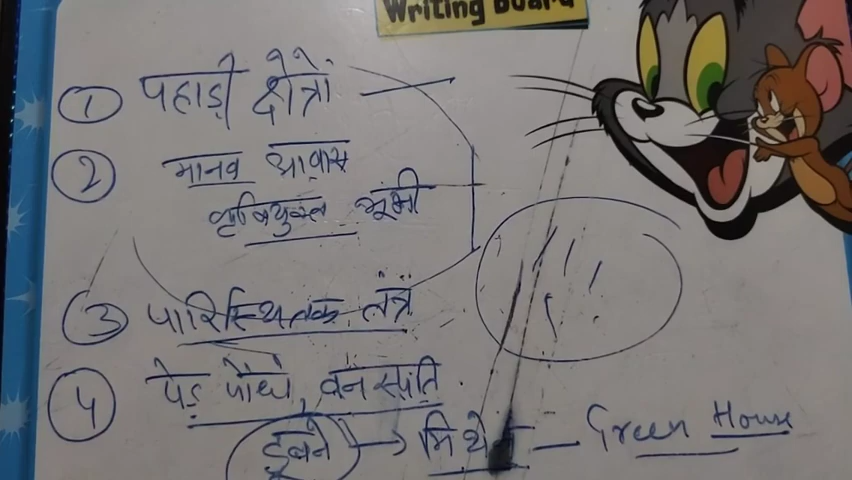 Writing Board
① पहाड़ी क्षेत्रों —
② मानव आवास
कृषियुक्त भूमी
③ पारिस्थितिक तंत्र
④ पेड़ पौधे, वनस्पति
डूबने → मिथेन — Green House